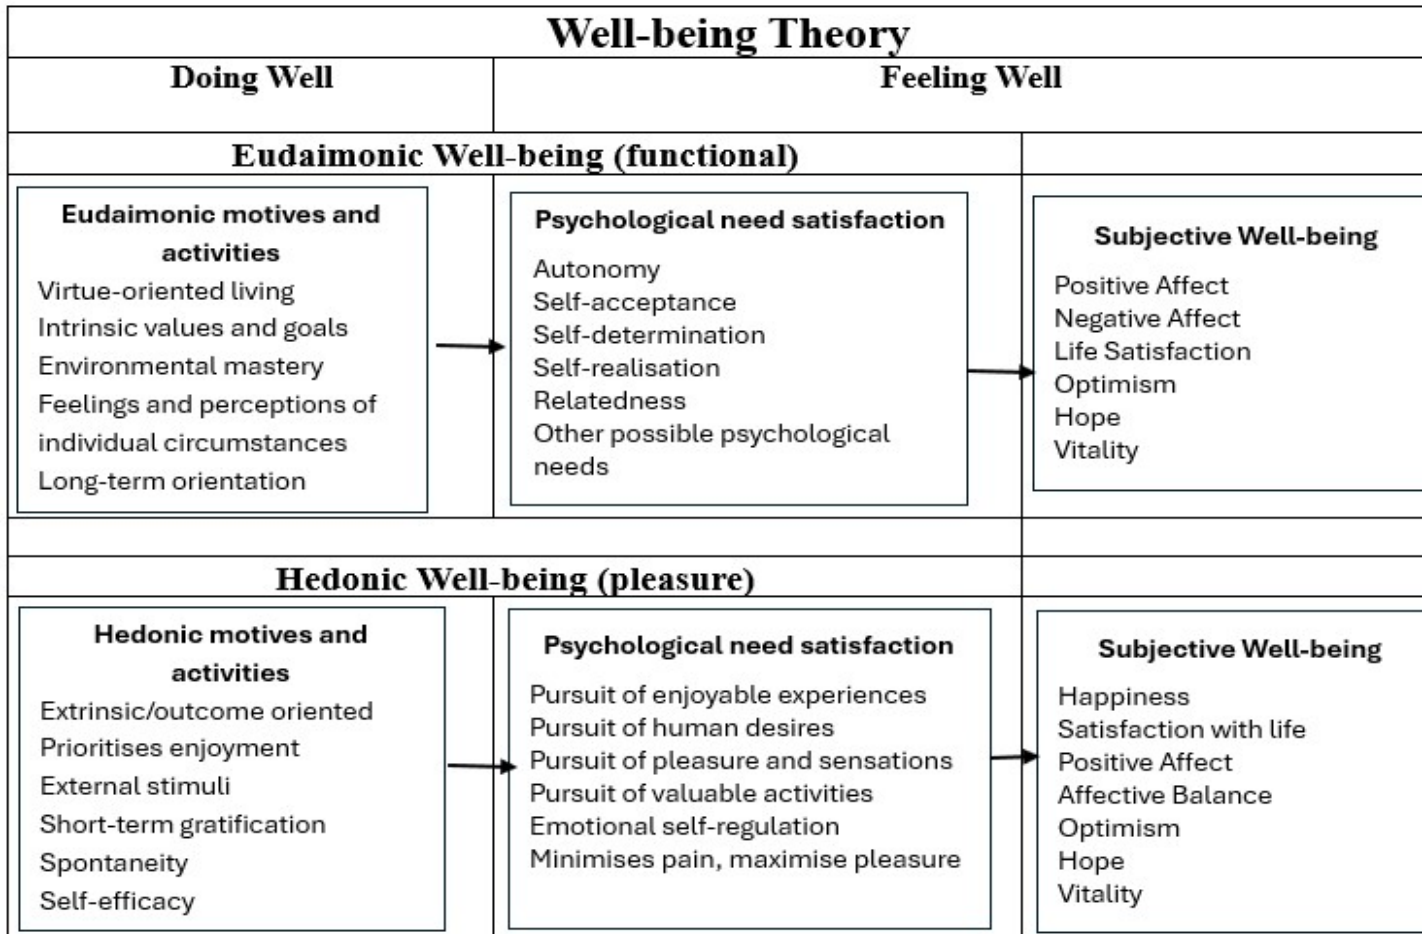 Well-being Theory
Doing Well
Feeling Well
Eudaimonic Well-being (functional)
Eudaimonic motives and
activities
Virtue-oriented living
Intrinsic values and goals
Environmental mastery
Feelings and perceptions of
individual circumstances
Long-term orientation
Psychological need satisfaction
Autonomy
Self-acceptance
Self-determination
Self-realisation
Relatedness
Other possible psychological
needs
Subjective Well-being
Positive Affect
Negative Affect
Life Satisfaction
Optimism
Hope
Vitality
Hedonic Well-being (pleasure)
Hedonic motives and
activities
Extrinsic/outcome oriented
Prioritises enjoyment
External stimuli
Short-term gratification
Spontaneity
Self-efficacy
Psychological need satisfaction
Pursuit of enjoyable experiences
Pursuit of human desires
Pursuit of pleasure and sensations
Pursuit of valuable activities
Emotional self-regulation
Minimises pain, maximise pleasure
Subjective Well-being
Happiness
Satisfaction with life
Positive Affect
Affective Balance
Optimism
Hope
Vitality